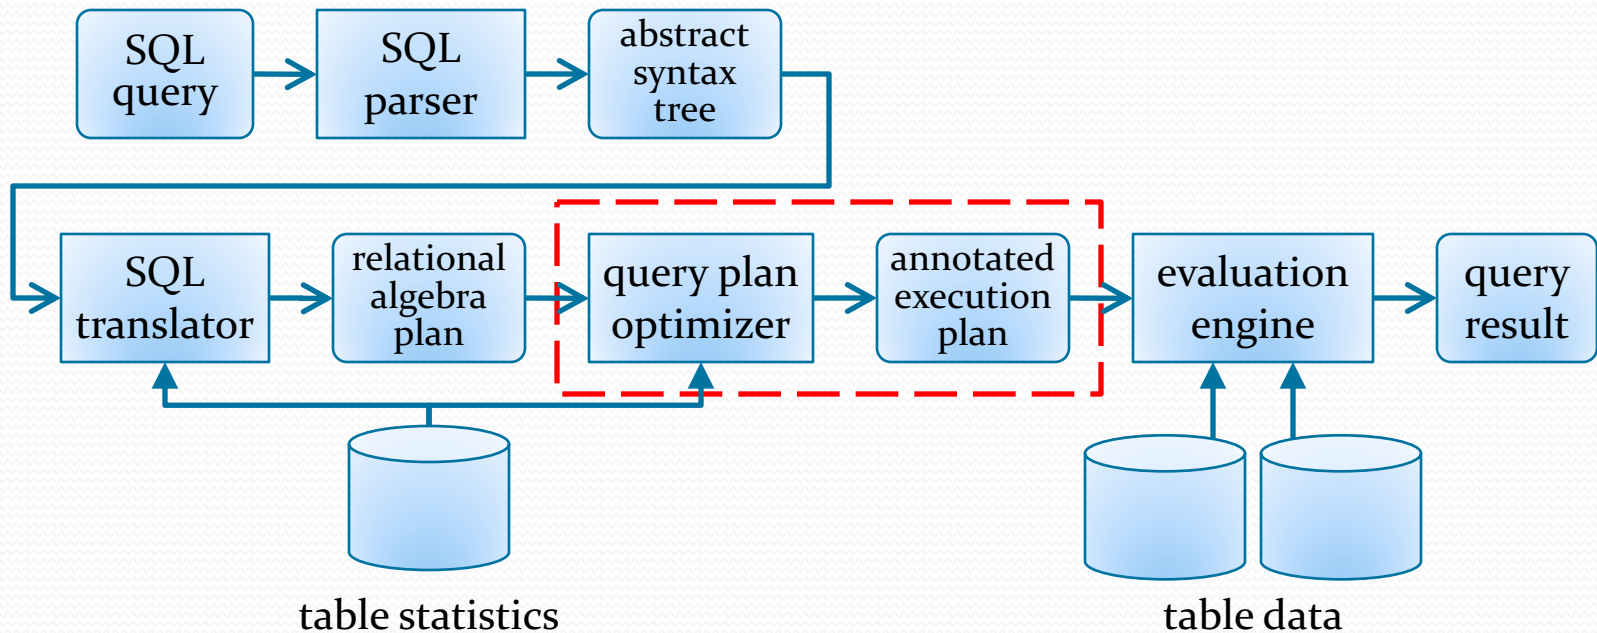 SQL
query
SQL
parser
abstract
syntax
tree
SQL
translator
relational
algebra
plan
query plan
optimizer
annotated
execution
plan
evaluation
engine
query
result
table statistics
table data